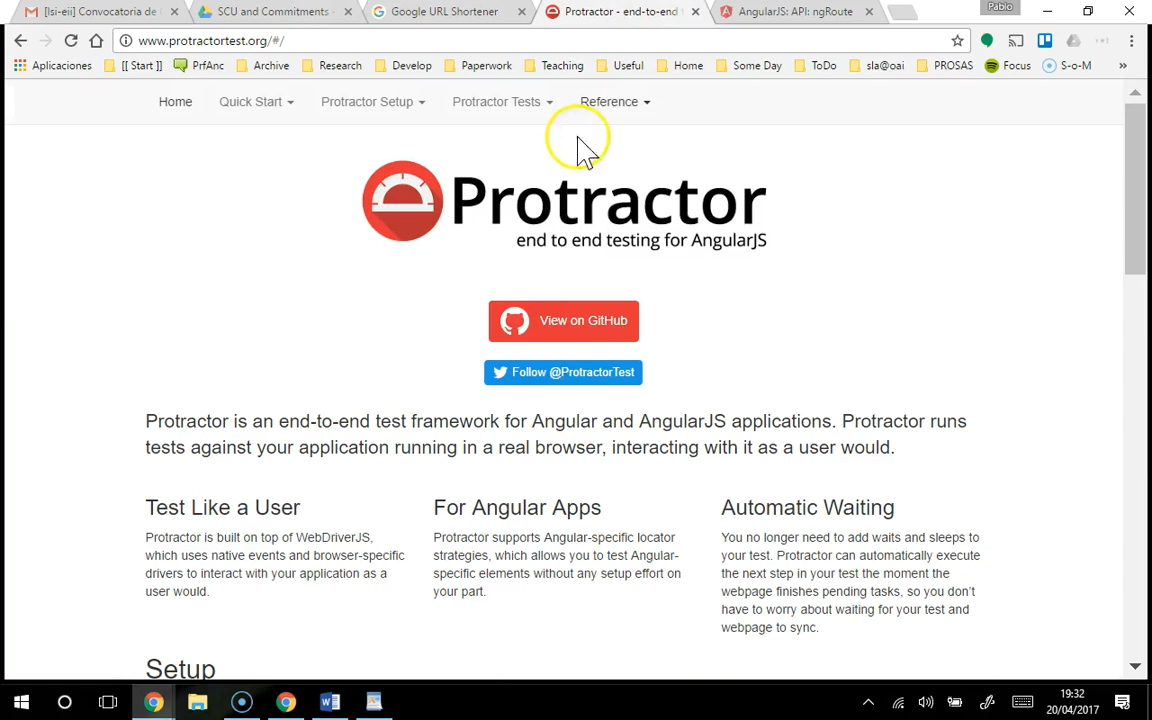 [lsi-eii] Convocatoria de
SCU and Commitments -
Google URL Shortener
Protractor - end-to-end
AngularJS: API: ngRoute
Pablo
www.protractortest.org/#/
Aplicaciones
[[ Start ]]
PrfAnc
Archive
Research
Develop
Paperwork
Teaching
Useful
Home
Some Day
ToDo
sla@oai
PROSAS
Focus
S-o-M
»
Home
Quick Start
Protractor Setup
Protractor Tests
Reference
Protractor
end to end testing for AngularJS
View on GitHub
Follow @ProtractorTest
Protractor is an end-to-end test framework for Angular and AngularJS applications. Protractor runs
tests against your application running in a real browser, interacting with it as a user would.
Test Like a User
Protractor is built on top of WebDriverJS,
which uses native events and browser-specific
drivers to interact with your application as a
user would.
For Angular Apps
Protractor supports Angular-specific locator
strategies, which allows you to test Angular-
specific elements without any setup effort on
your part.
Automatic Waiting
You no longer need to add waits and sleeps to
your test. Protractor can automatically execute
the next step in your test the moment the
webpage finishes pending tasks, so you don't
have to worry about waiting for your test and
webpage to sync.
Setup
19:32
20/04/2017